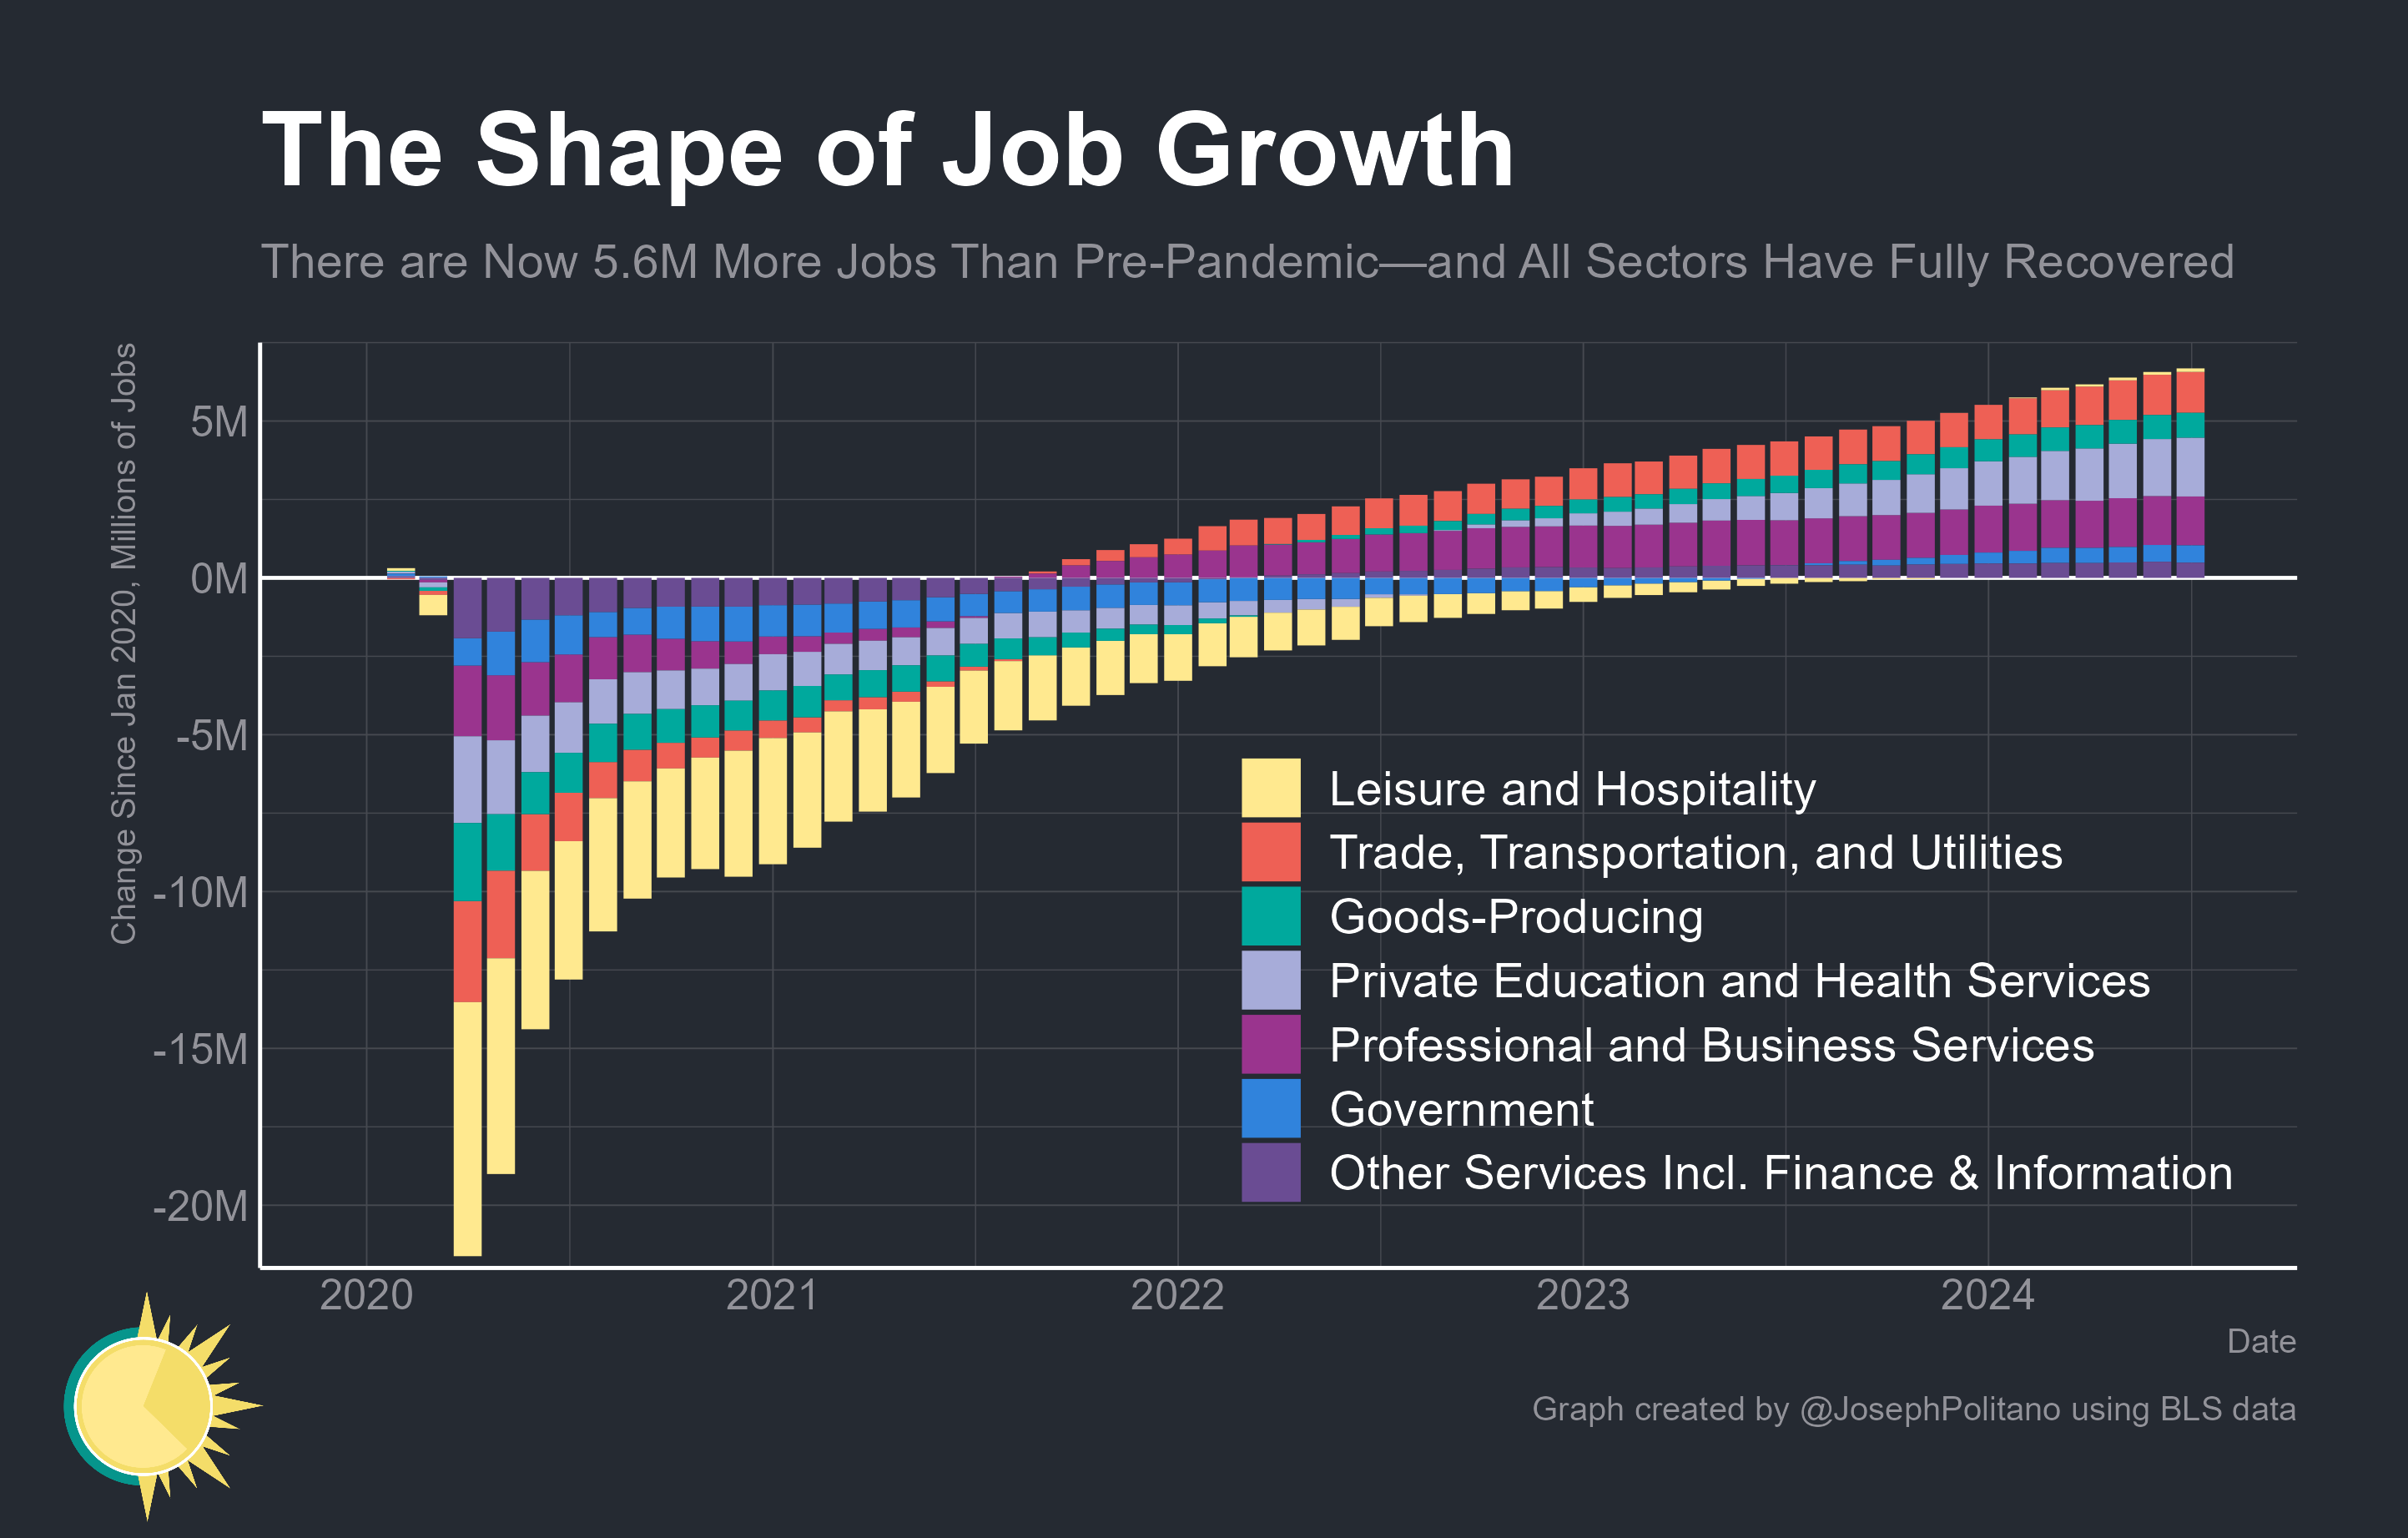 The Shape of Job Growth
There are Now 5.6M More Jobs Than Pre-Pandemic—and All Sectors Have Fully Recovered
Change Since Jan 2020, Millions of Jobs
5M
0M
-5M
-10M
-15M
-20M
Leisure and Hospitality
Trade, Transportation, and Utilities
Goods-Producing
Private Education and Health Services
Professional and Business Services
Government
Other Services Incl. Finance & Information
2020
2021
2022
2023
2024
Date
Graph created by @JosephPolitano using BLS data